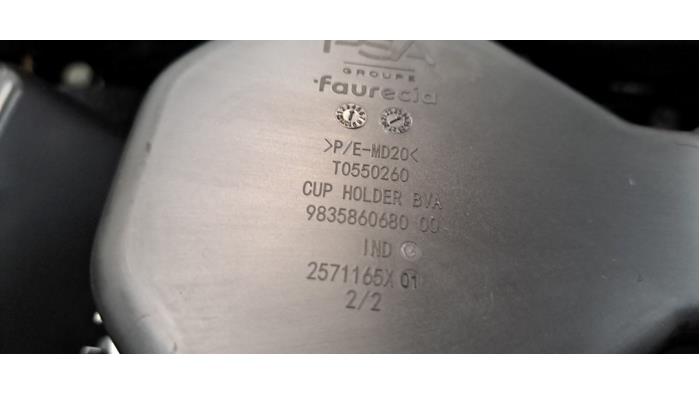 PSA
GROUPE
faurecia
>P/E-MD20<
T0550260
CUP HOLDER BVA
9835860680 00
IND
2571165X 01
2/2